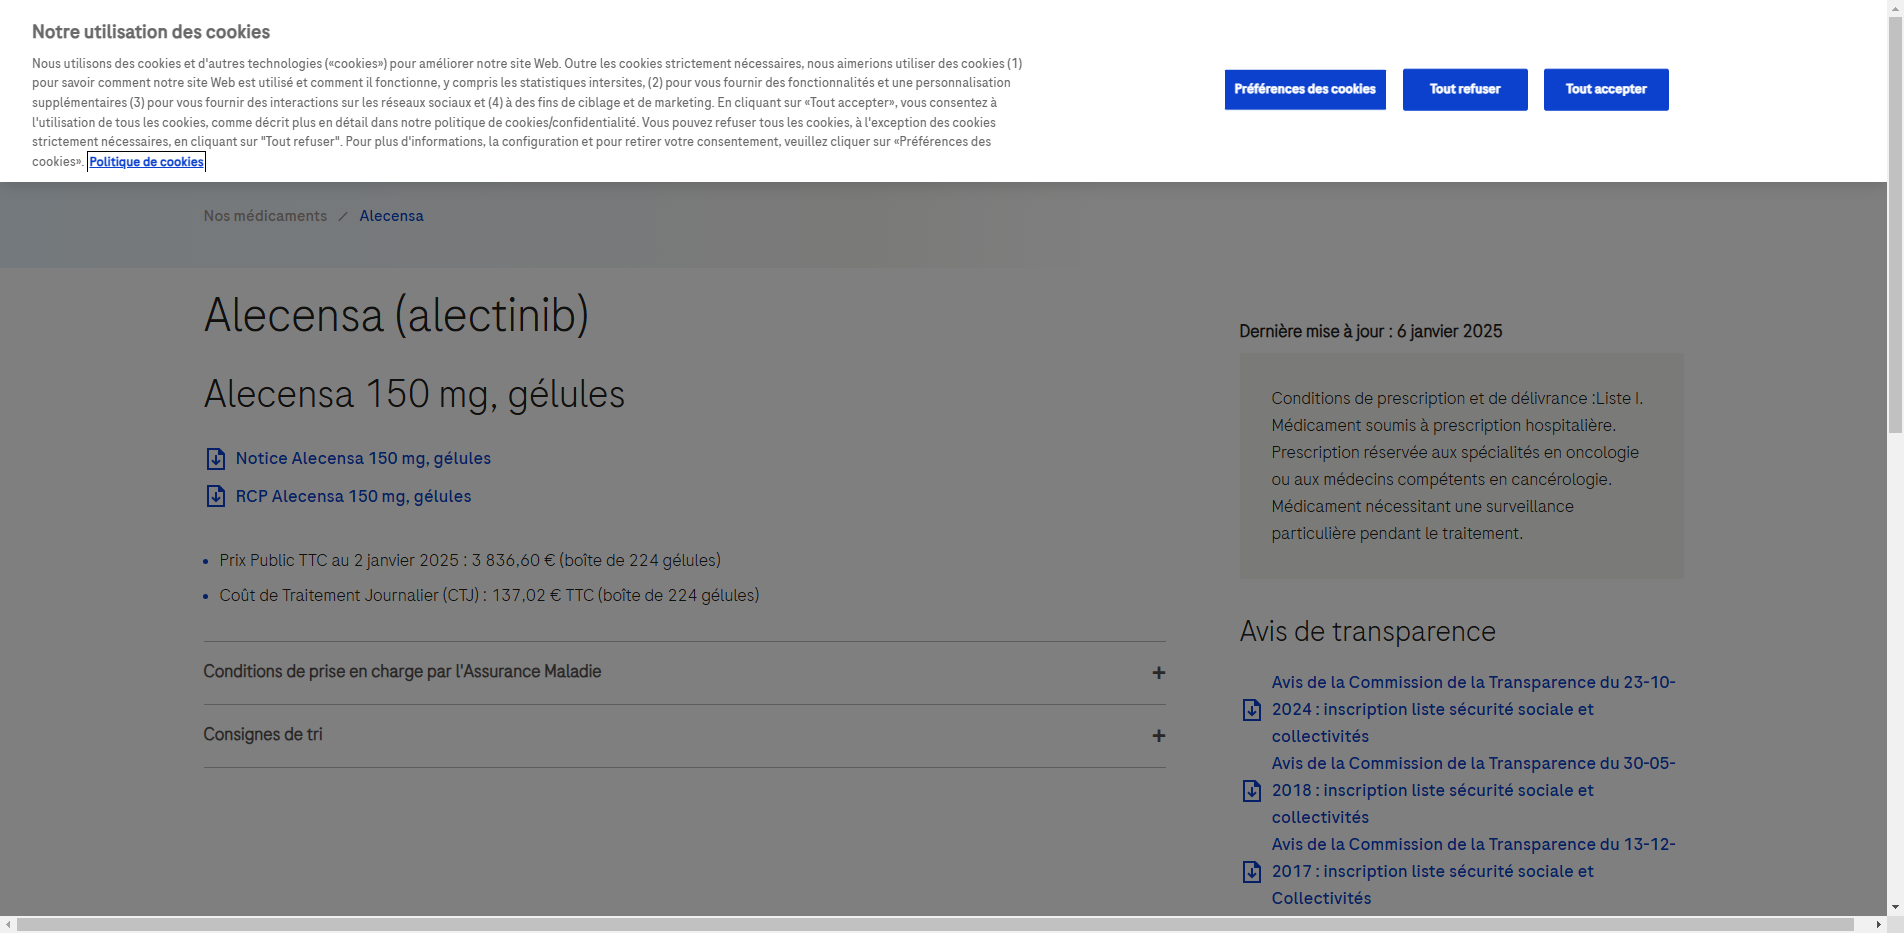 Notre utilisation des cookies
Nous utilisons des cookies et d'autres technologies («cookies») pour améliorer notre site Web. Outre les cookies strictement nécessaires, nous aimerions utiliser des cookies (1)
pour savoir comment notre site Web est utilisé et comment il fonctionne, y compris les statistiques intersites, (2) pour vous fournir des fonctionnalités et une personnalisation
supplémentaires (3) pour vous fournir des interactions sur les réseaux sociaux et (4) à des fins de ciblage et de marketing. En cliquant sur «Tout accepter», vous consentez à
l'utilisation de tous les cookies, comme décrit plus en détail dans notre politique de cookies/confidentialité. Vous pouvez refuser tous les cookies, à l'exception des cookies
strictement nécessaires, en cliquant sur "Tout refuser". Pour plus d'informations, la configuration et pour retirer votre consentement, veuillez cliquer sur «Préférences des
cookies». Politique de cookies
Préférences des cookies
Tout refuser
Tout accepter
Nos médicaments / Alecensa
Alecensa (alectinib)
Alecensa 150 mg, gélules
Notice Alecensa 150 mg, gélules
RCP Alecensa 150 mg, gélules
• Prix Public TTC au 2 janvier 2025 : 3 836,60 € (boîte de 224 gélules)
• Coût de Traitement Journalier (CTJ) : 137,02 € TTC (boîte de 224 gélules)
Conditions de prise en charge par l'Assurance Maladie +
Consignes de tri +
Dernière mise à jour : 6 janvier 2025
Conditions de prescription et de délivrance :Liste I.
Médicament soumis à prescription hospitalière.
Prescription réservée aux spécialités en oncologie
ou aux médecins compétents en cancérologie.
Médicament nécessitant une surveillance
particulière pendant le traitement.
Avis de transparence
Avis de la Commission de la Transparence du 23-10-
2024 : inscription liste sécurité sociale et
collectivités
Avis de la Commission de la Transparence du 30-05-
2018 : inscription liste sécurité sociale et
collectivités
Avis de la Commission de la Transparence du 13-12-
2017 : inscription liste sécurité sociale et
Collectivités